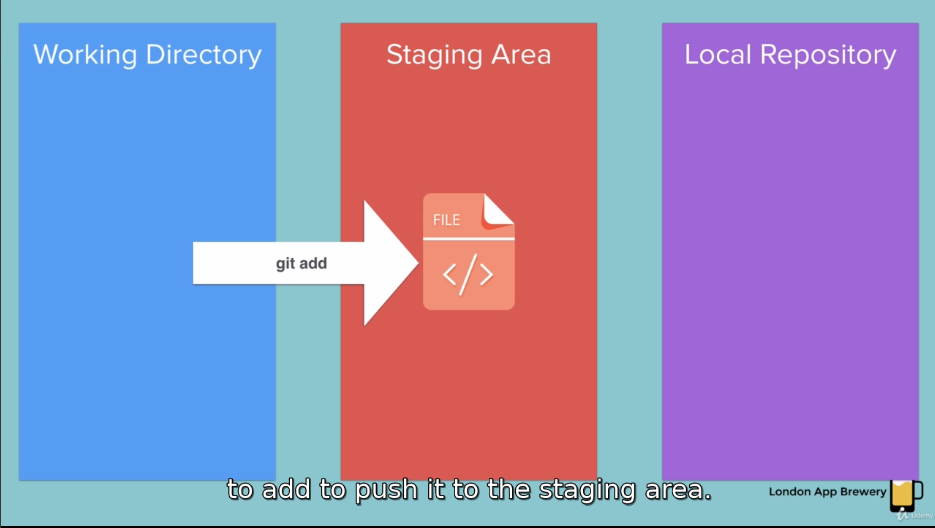 Working Directory
Staging Area
Local Repository
FILE
</>
git add
to add to push it to the staging area.
London App Brewery
Udemy